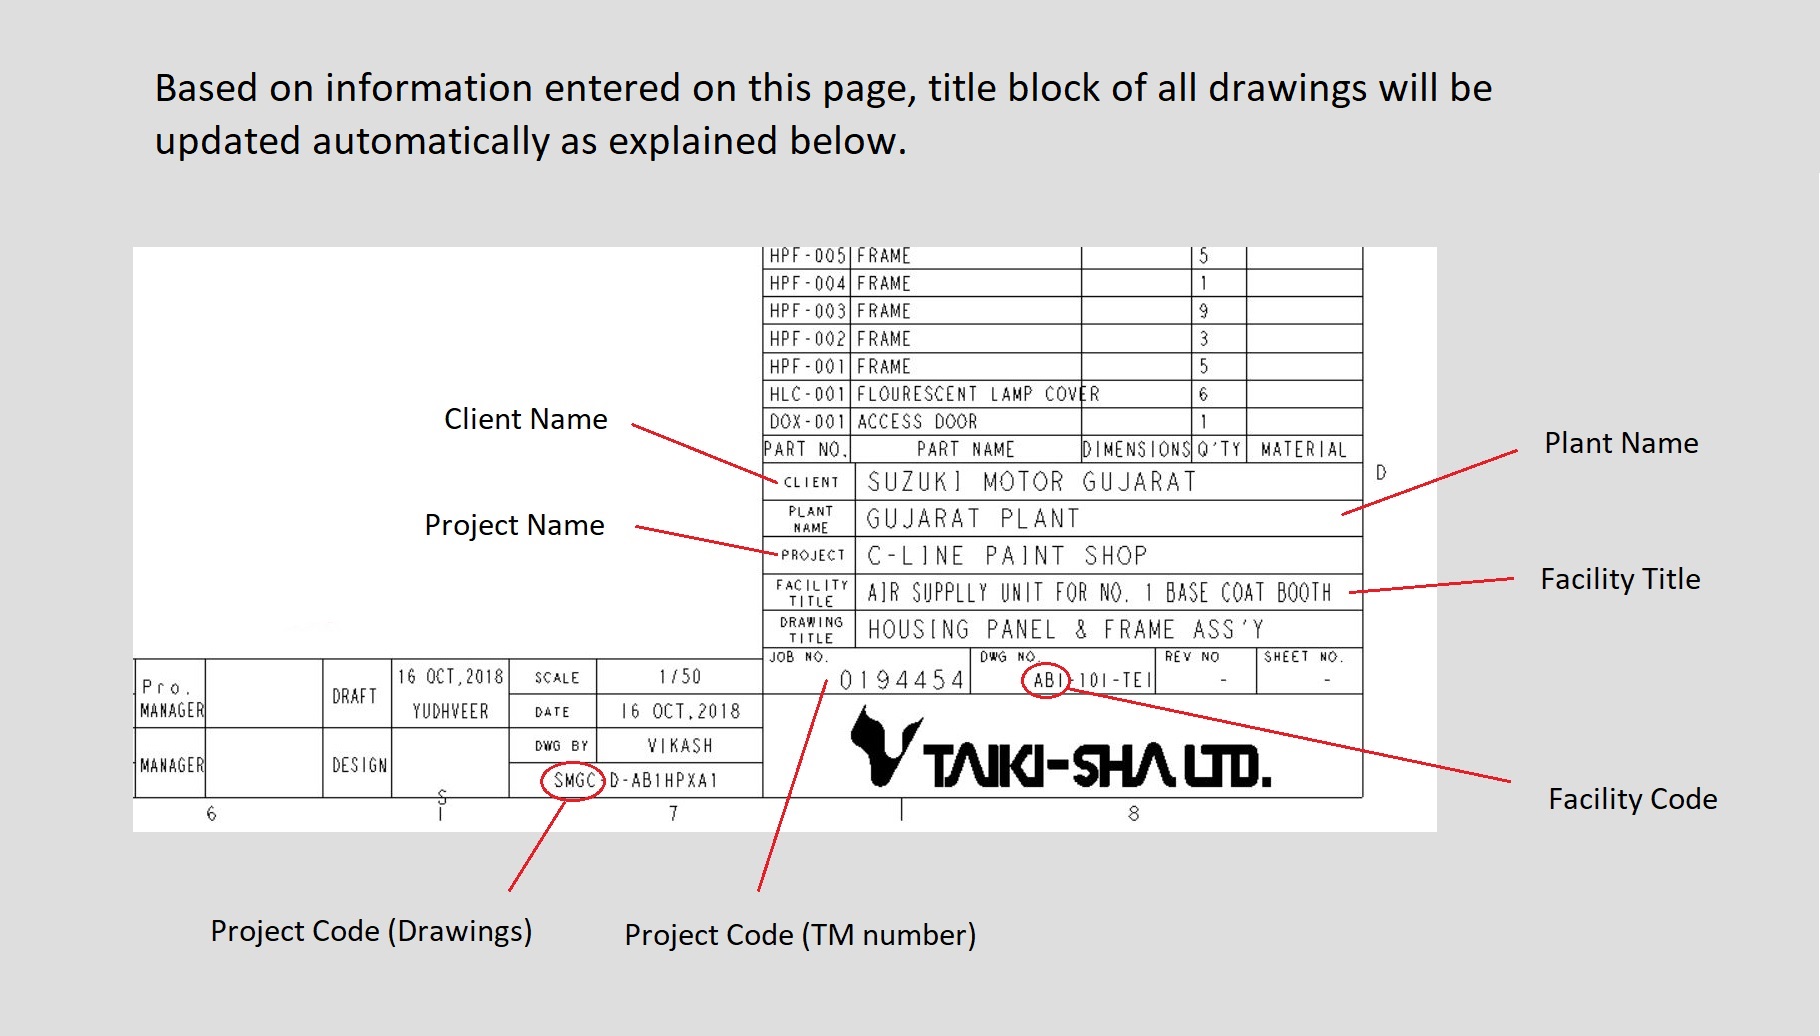 Based on information entered on this page, title block of all drawings will be
updated automatically as explained below.
HPF-005 FRAME 5
HPF-004 FRAME 1
HPF-003 FRAME 9
HPF-002 FRAME 3
HPF-001 FRAME 5
HLC-001 FLOURESCENT LAMP COVER 6
DOX-001 ACCESS DOOR 1
PART NO. PART NAME DIMENSIONS Q'TY MATERIAL
Client Name
Plant Name
D
CLIENT SUZUKI MOTOR GUJARAT
PLANT NAME GUJARAT PLANT
Project Name
PROJECT C-LINE PAINT SHOP
FACILITY TITLE AIR SUPPLLY UNIT FOR NO. 1 BASE COAT BOOTH
Facility Title
DRAWING TITLE HOUSING PANEL & FRAME ASS'Y
JOB NO. DWG NO. REV NO SHEET NO.
0194454 AB1-101-TE1 - -
Pro. MANAGER DRAFT 16 OCT,2018 SCALE 1/50
YUDHVEER DATE 16 OCT,2018
MANAGER DESIGN DWG BY VIKASH
SMGC-D-AB1HPXA1
TAIKI-SHA LTD.
Facility Code
6 S 7 8
Project Code (Drawings)
Project Code (TM number)